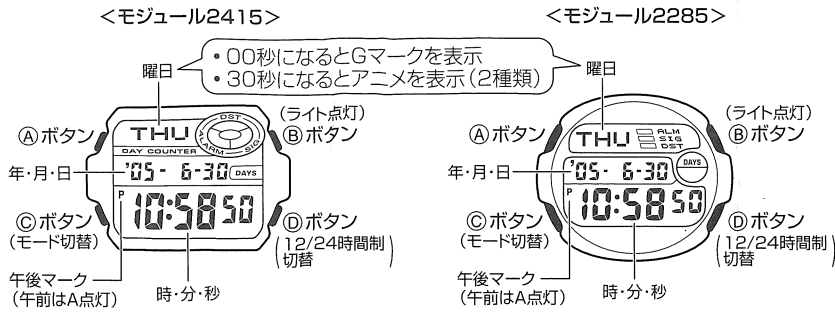 <モジュール2415>
<モジュール2285>
・00秒になるとGマークを表示
・30秒になるとアニメを表示(2種類)
曜日
(ライト点灯)
Ⓐボタン
Ⓑボタン
DST
ALARM
SIG
THU
DAY COUNTER
年・月・日
'05- 6-30
DAYS
P
10:58 50
Ⓒボタン
(モード切替)
Ⓓボタン
(12/24時間制
切替)
午後マーク
(午前はA点灯)
時・分・秒
曜日
(ライト点灯)
Ⓐボタン
Ⓑボタン
THU
ALM
SIG
DST
年・月・日
'05- 6-30
DAYS
P
10:58 50
Ⓒボタン
(モード切替)
Ⓓボタン
(12/24時間制
切替)
午後マーク
(午前はA点灯)
時・分・秒